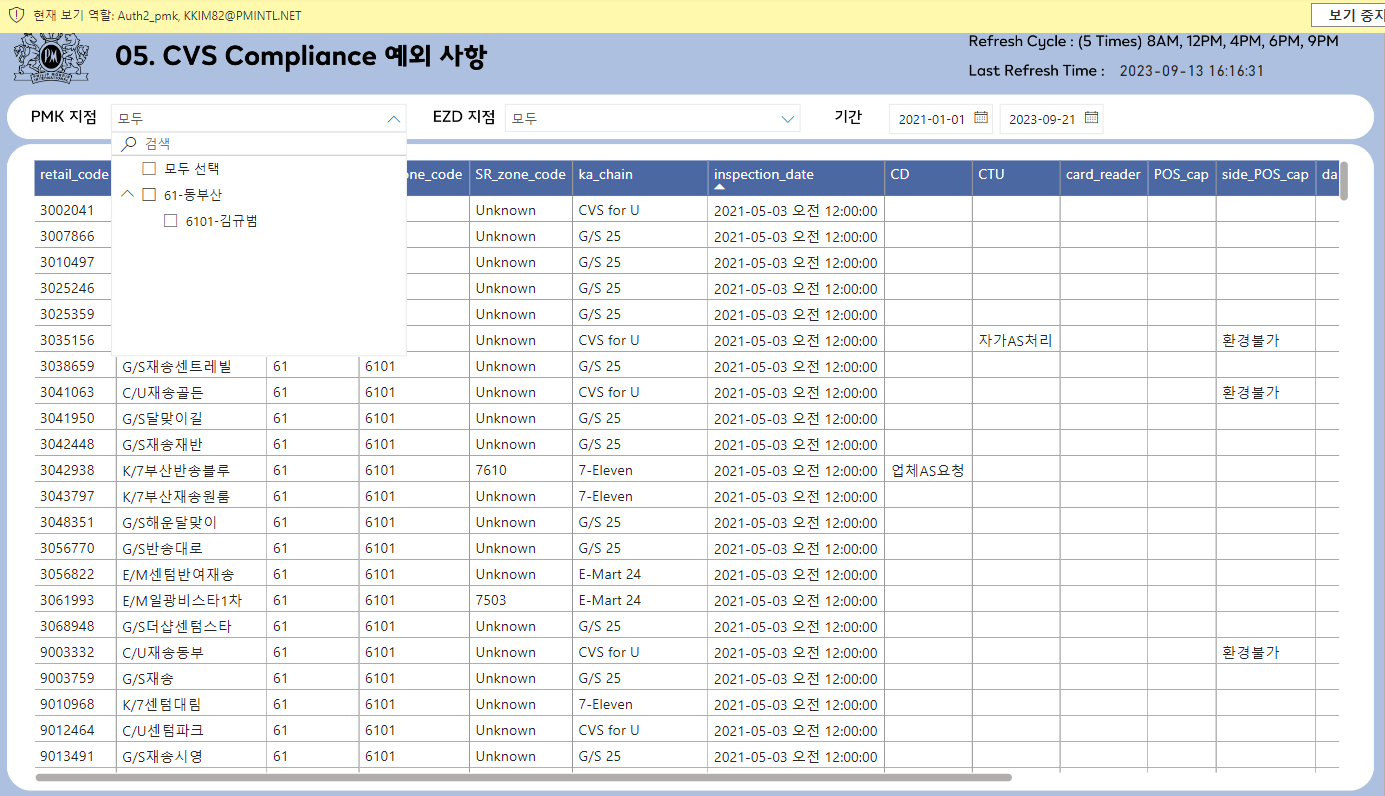 현재 보기 역할: Auth2_pmk, KKIM82@PMINTL.NET
보기 중지
05. CVS Compliance 예외 사항
Refresh Cycle : (5 Times) 8AM, 12PM, 4PM, 6PM, 9PM
Last Refresh Time : 2023-09-13 16:16:31
PMK 지점 모두 EZD 지점 모두 기간 2021-01-01 2023-09-21
검색
모두 선택
61-동부산
6101-김규범
retail_code one_code SR_zone_code ka_chain inspection_date CD CTU card_reader POS_cap side_POS_cap da
3002041 Unknown CVS for U 2021-05-03 오전 12:00:00
3007866 Unknown G/S 25 2021-05-03 오전 12:00:00
3010497 Unknown G/S 25 2021-05-03 오전 12:00:00
3025246 Unknown G/S 25 2021-05-03 오전 12:00:00
3025359 Unknown G/S 25 2021-05-03 오전 12:00:00
3035156 Unknown CVS for U 2021-05-03 오전 12:00:00 자가AS처리 환경불가
3038659 G/S재송센트레빌 61 6101 Unknown G/S 25 2021-05-03 오전 12:00:00
3041063 C/U재송골든 61 6101 Unknown CVS for U 2021-05-03 오전 12:00:00 환경불가
3041950 G/S달맞이길 61 6101 Unknown G/S 25 2021-05-03 오전 12:00:00
3042448 G/S재송재반 61 6101 Unknown G/S 25 2021-05-03 오전 12:00:00
3042938 K/7부산반송블루 61 6101 7610 7-Eleven 2021-05-03 오전 12:00:00 업체AS요청
3043797 K/7부산재송원룸 61 6101 Unknown 7-Eleven 2021-05-03 오전 12:00:00
3048351 G/S해운달맞이 61 6101 Unknown G/S 25 2021-05-03 오전 12:00:00
3056770 G/S반송대로 61 6101 Unknown G/S 25 2021-05-03 오전 12:00:00
3056822 E/M센텀반여재송 61 6101 Unknown E-Mart 24 2021-05-03 오전 12:00:00
3061993 E/M일광비스타1차 61 6101 7503 E-Mart 24 2021-05-03 오전 12:00:00
3068948 G/S더샵센텀스타 61 6101 Unknown G/S 25 2021-05-03 오전 12:00:00
9003332 C/U재송동부 61 6101 Unknown CVS for U 2021-05-03 오전 12:00:00 환경불가
9003759 G/S재송 61 6101 Unknown G/S 25 2021-05-03 오전 12:00:00
9010968 K/7센텀대림 61 6101 Unknown 7-Eleven 2021-05-03 오전 12:00:00
9012464 C/U센텀파크 61 6101 Unknown CVS for U 2021-05-03 오전 12:00:00
9013491 G/S재송시영 61 6101 Unknown G/S 25 2021-05-03 오전 12:00:00